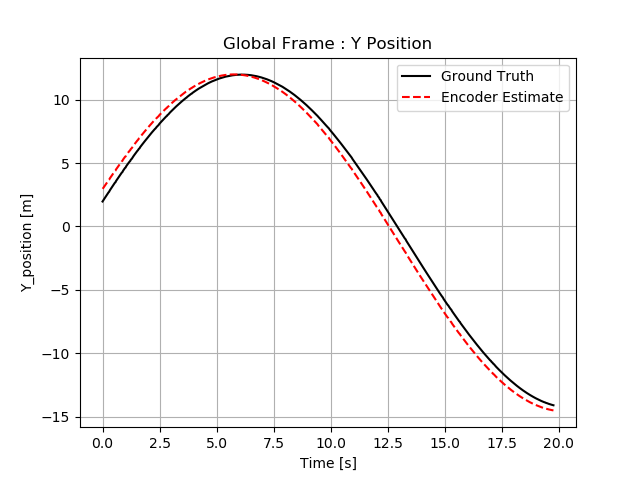 Global Frame : Y Position
Ground Truth
Encoder Estimate
Y_position [m]
10
5
0
−5
−10
−15
0.0 2.5 5.0 7.5 10.0 12.5 15.0 17.5 20.0
Time [s]